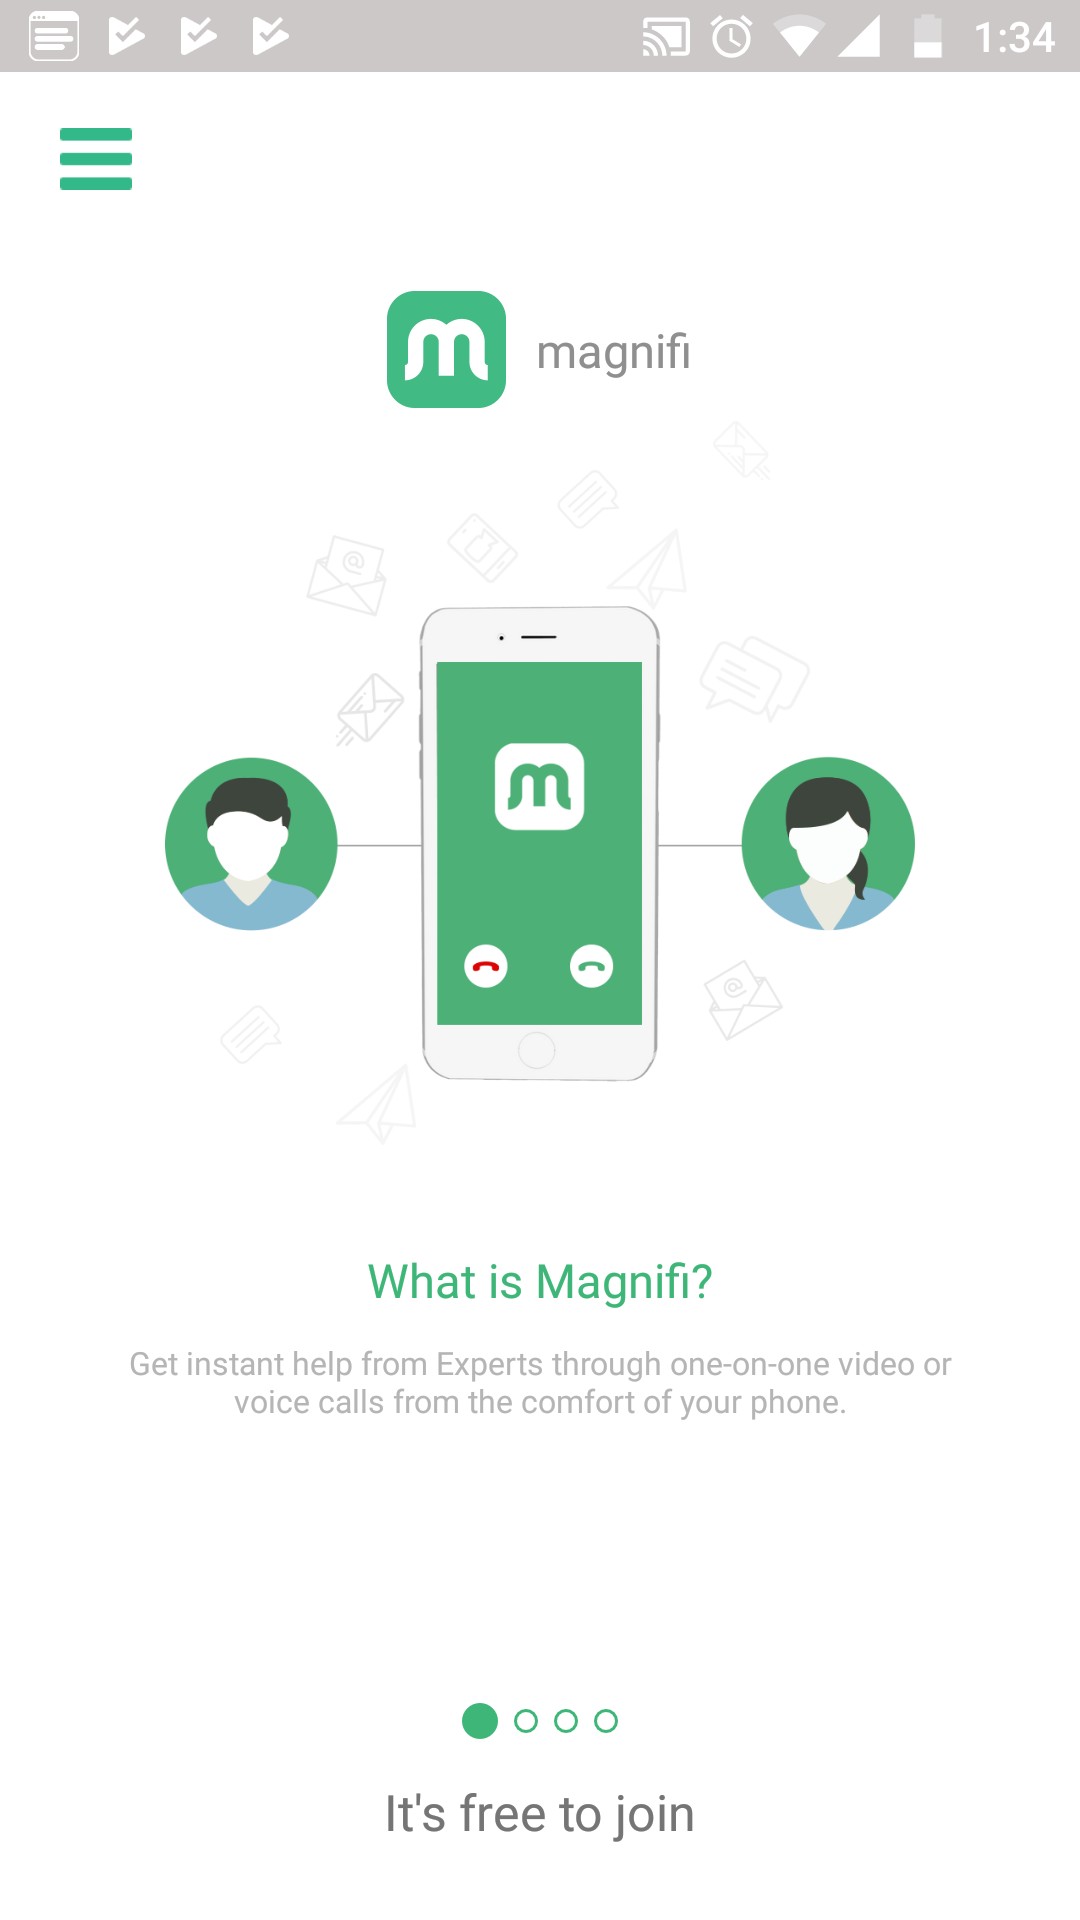 1:34
magnifi
What is Magnifi?
Get instant help from Experts through one-on-one video or
voice calls from the comfort of your phone.
It's free to join